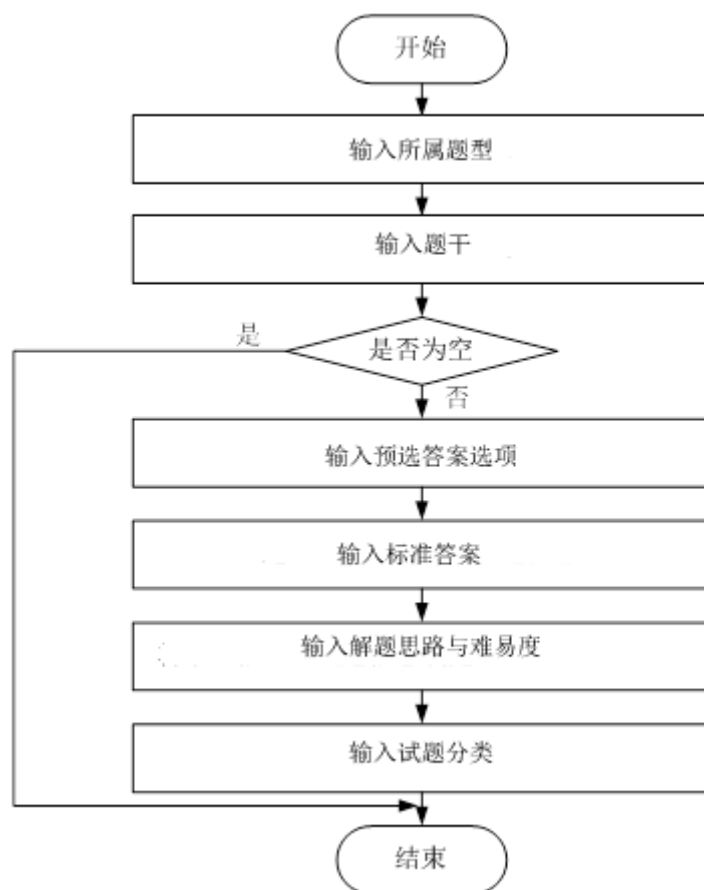 开始
输入所属题型
输入题干
是否为空
是
否
输入预选答案选项
输入标准答案
输入解题思路与难易度
输入试题分类
结束